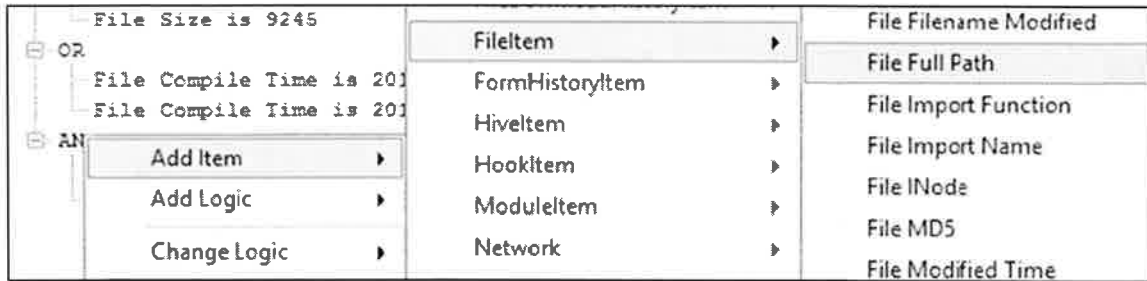 File Size is 9245
OR
File Compile Time is 201
File Compile Time is 201
AN
Add Item
Add Logic
Change Logic
FileItem
FormHistoryItem
HiveItem
HookItem
ModuleItem
Network
File Filename Modified
File Full Path
File Import Function
File Import Name
File INode
File MD5
File Modified Time